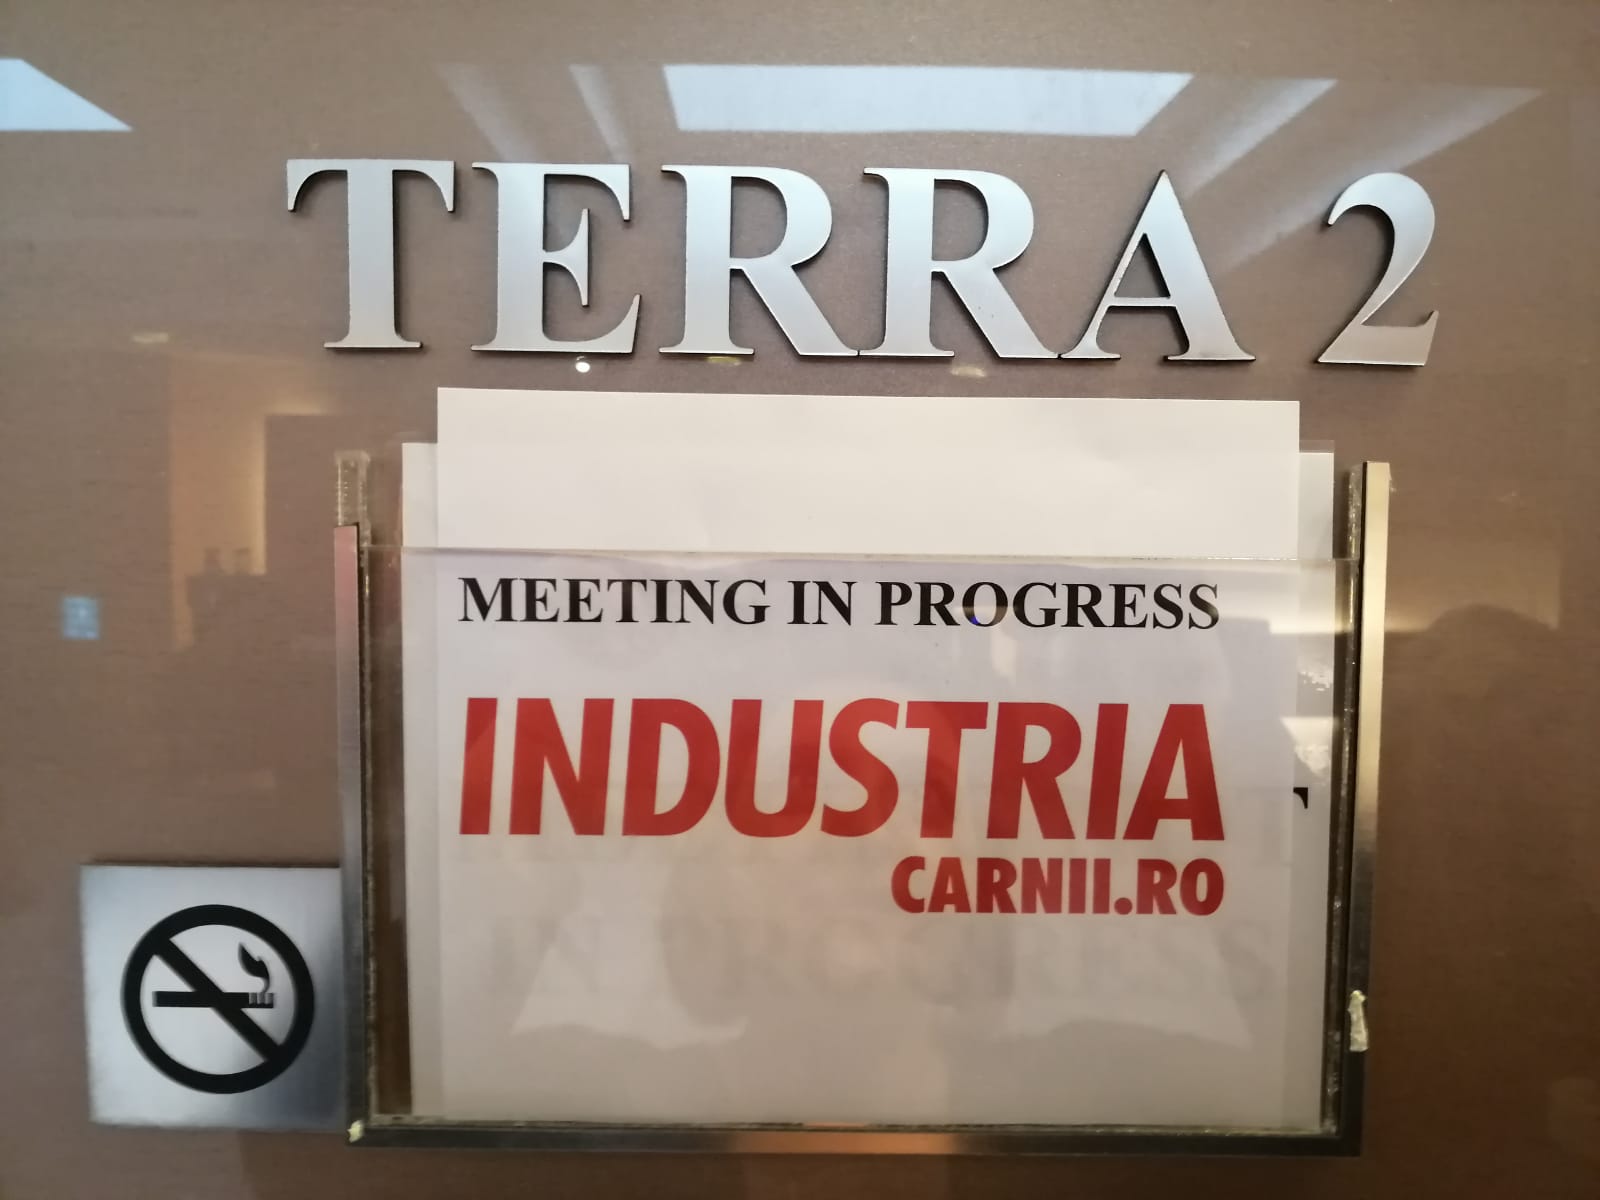 TERRA 2
MEETING IN PROGRESS
INDUSTRIA
CARNII.RO